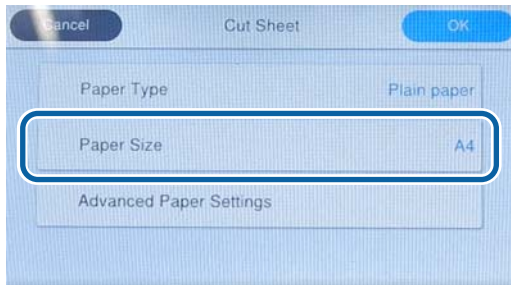 Cancel Cut Sheet OK
Paper Type Plain paper
Paper Size A4
Advanced Paper Settings